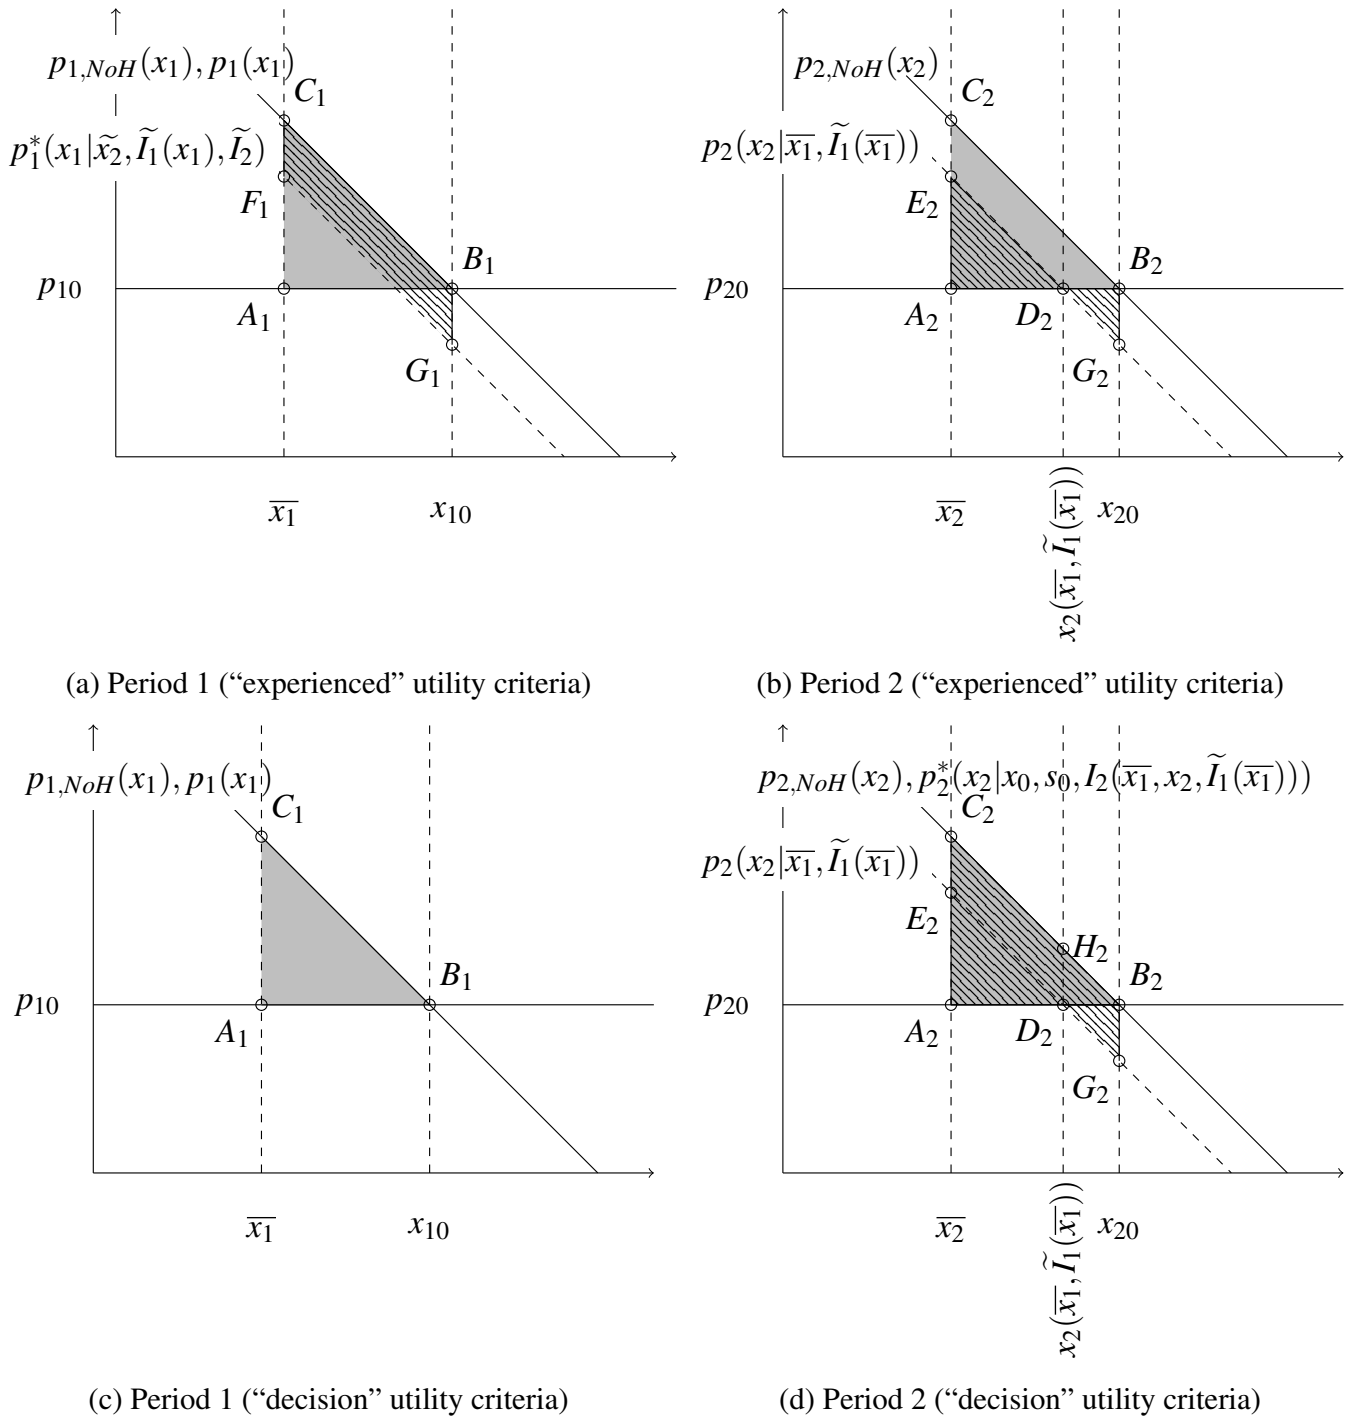 p_{1,NoH}(x_1), p_1(x_1)
C_1
p_1^*(x_1|\widetilde{x_2}, \widetilde{I_1}(x_1), \widetilde{I_2})
F_1
B_1
p_{10}
A_1
G_1
\overline{x_1}
x_{10}
(a) Period 1 (“experienced” utility criteria)
p_{2,NoH}(x_2)
C_2
p_2(x_2|\overline{x_1}, \widetilde{I_1}(\overline{x_1}))
E_2
B_2
p_{20}
A_2
D_2
G_2
\overline{x_2}
x_2(\overline{x_1}, \widetilde{I_1}(\overline{x_1}))
x_{20}
(b) Period 2 (“experienced” utility criteria)
p_{1,NoH}(x_1), p_1(x_1)
C_1
B_1
p_{10}
A_1
\overline{x_1}
x_{10}
(c) Period 1 (“decision” utility criteria)
p_{2,NoH}(x_2), p_2^*(x_2|x_0, s_0, I_2(\overline{x_1}, x_2, \widetilde{I_1}(\overline{x_1})))
C_2
p_2(x_2|\overline{x_1}, \widetilde{I_1}(\overline{x_1}))
E_2
H_2
B_2
p_{20}
A_2
D_2
G_2
\overline{x_2}
x_2(\overline{x_1}, \widetilde{I_1}(\overline{x_1}))
x_{20}
(d) Period 2 (“decision” utility criteria)